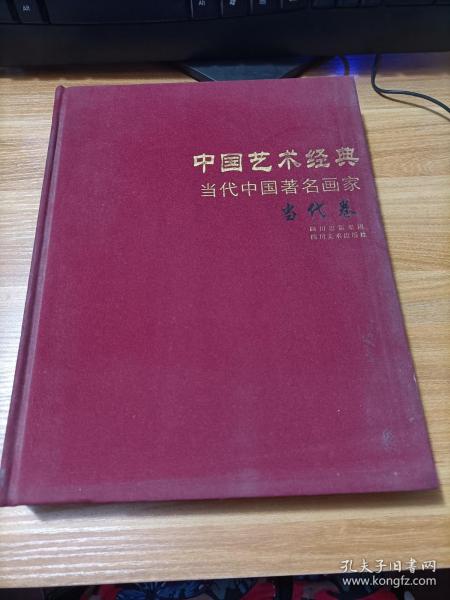 中国艺术经典
当代中国著名画家
当代卷
四川出版集团
四川美术出版社
孔夫子旧书网
www.kongfz.com